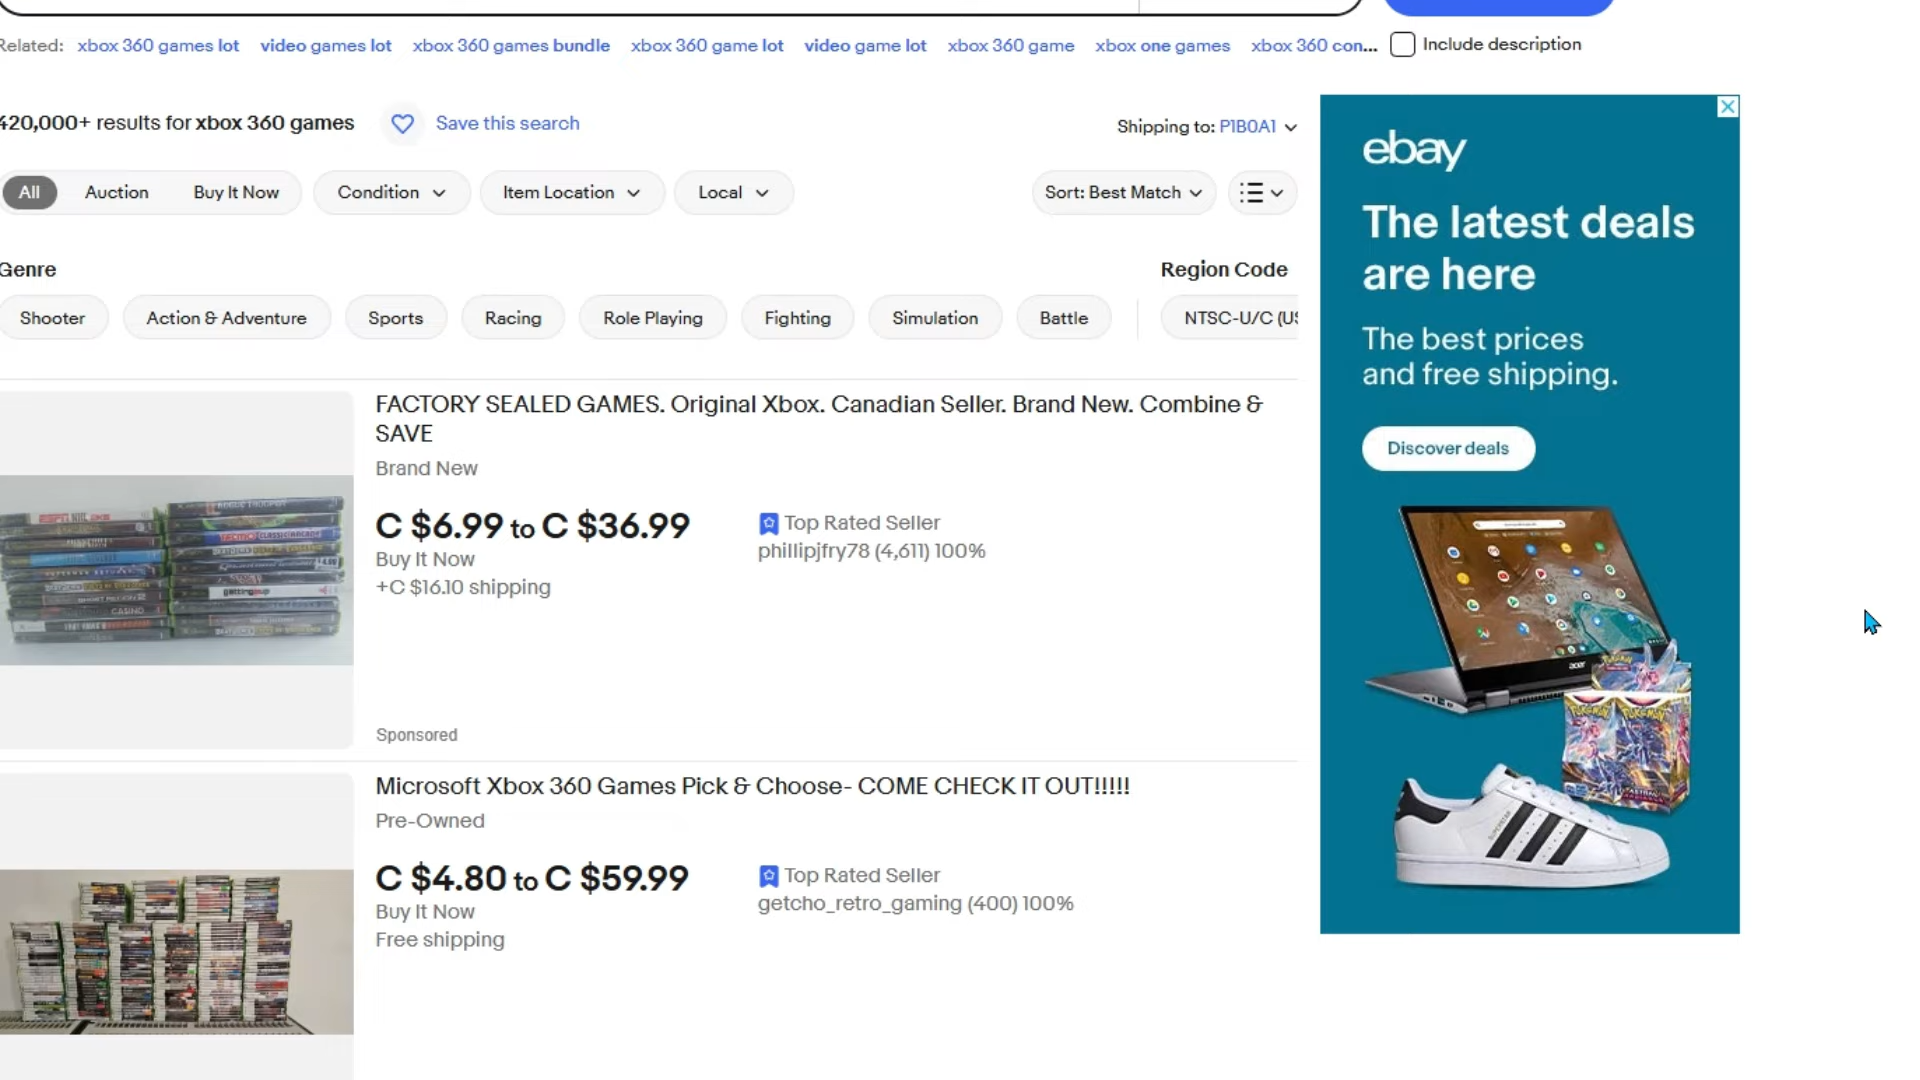 Related: xbox 360 games lot video games lot xbox 360 games bundle xbox 360 game lot video game lot xbox 360 game xbox one games xbox 360 con... Include description
420,000+ results for xbox 360 games Save this search
Shipping to: P1B0A1
All Auction Buy It Now Condition Item Location Local Sort: Best Match
Genre Region Code
Shooter Action & Adventure Sports Racing Role Playing Fighting Simulation Battle NTSC-U/C (US
FACTORY SEALED GAMES. Original Xbox. Canadian Seller. Brand New. Combine &
SAVE
Brand New
C $6.99 to C $36.99
Buy It Now
+C $16.10 shipping
Top Rated Seller
phillipjfry78 (4,611) 100%
Sponsored
CASINO
Microsoft Xbox 360 Games Pick & Choose- COME CHECK IT OUT!!!!!
Pre-Owned
C $4.80 to C $59.99
Buy It Now
Free shipping
Top Rated Seller
getcho_retro_gaming (400) 100%
ebay
The latest deals
are here
The best prices
and free shipping.
Discover deals
acer
POKéMON POKéMON